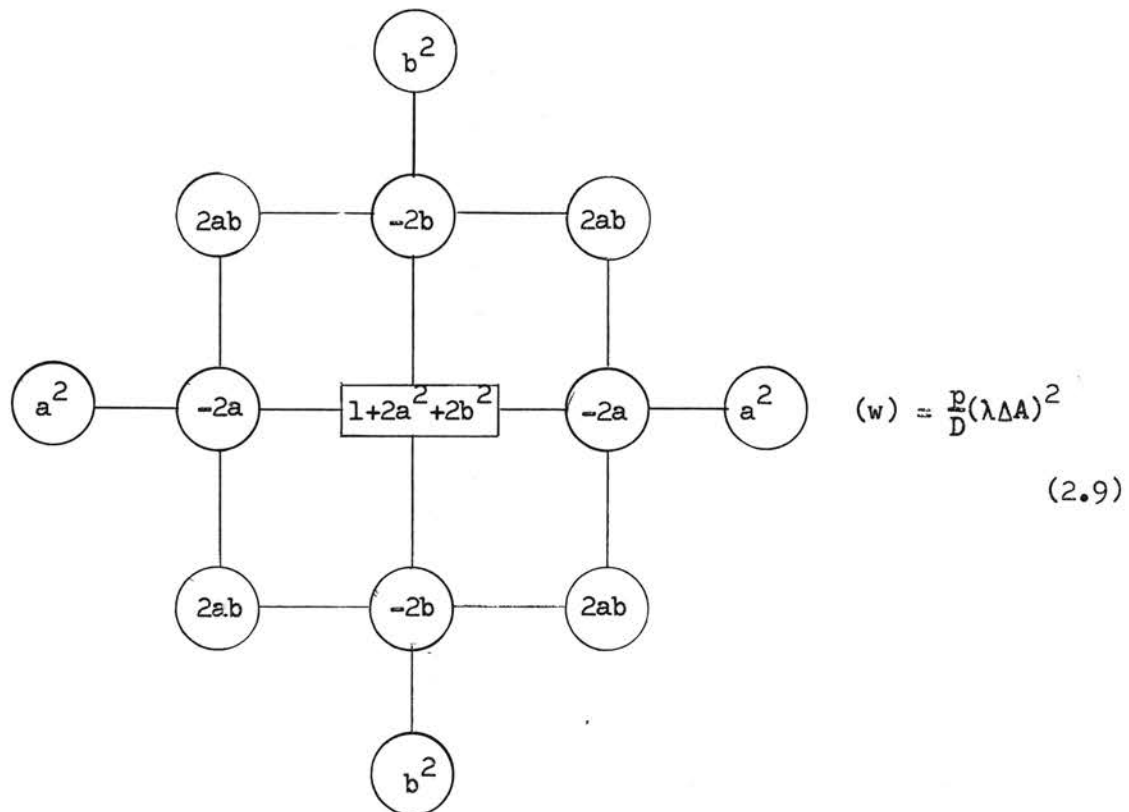 b²
2ab -2b 2ab
a² -2a 1+2a²+2b² -2a a² (w) = p/D (λΔA)²
(2.9)
2ab -2b 2ab
b²